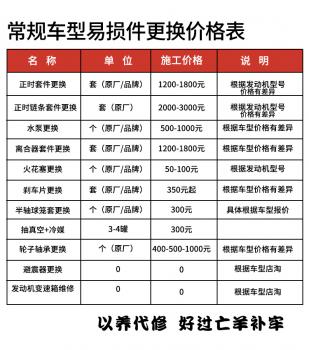 常规车型易损件更换价格表
名 称 单 位 施工价格 说 明
正时套件更换 套（原厂/品牌） 1200-1800元 根据发动机型号
价格有差异
正时链条套件更换 套（原厂） 2000-3000元 根据发动机型号
价格有差异
水泵更换 个（原厂/品牌） 500-1000元 根据车型价格有差异
离合器套件更换 套（原厂/品牌） 1200-1800元 根据车型价格有差异
火花塞更换 个（原厂/品牌） 50-100元 根据发动机型号
刹车片更换 套（原厂/品牌） 350元起 根据车型价格有差异
半轴球笼套更换 个（原厂/品牌） 300元 具体根据车型报价
抽真空+冷媒 3-4罐 300元
轮子轴承更换 个（原厂） 400-500-1000元 根据车型价格有差异
避震器更换 0 0 根据车型店淘
发动机变速箱维修 0 0 根据车型店淘
以养代修 好过亡羊补牢